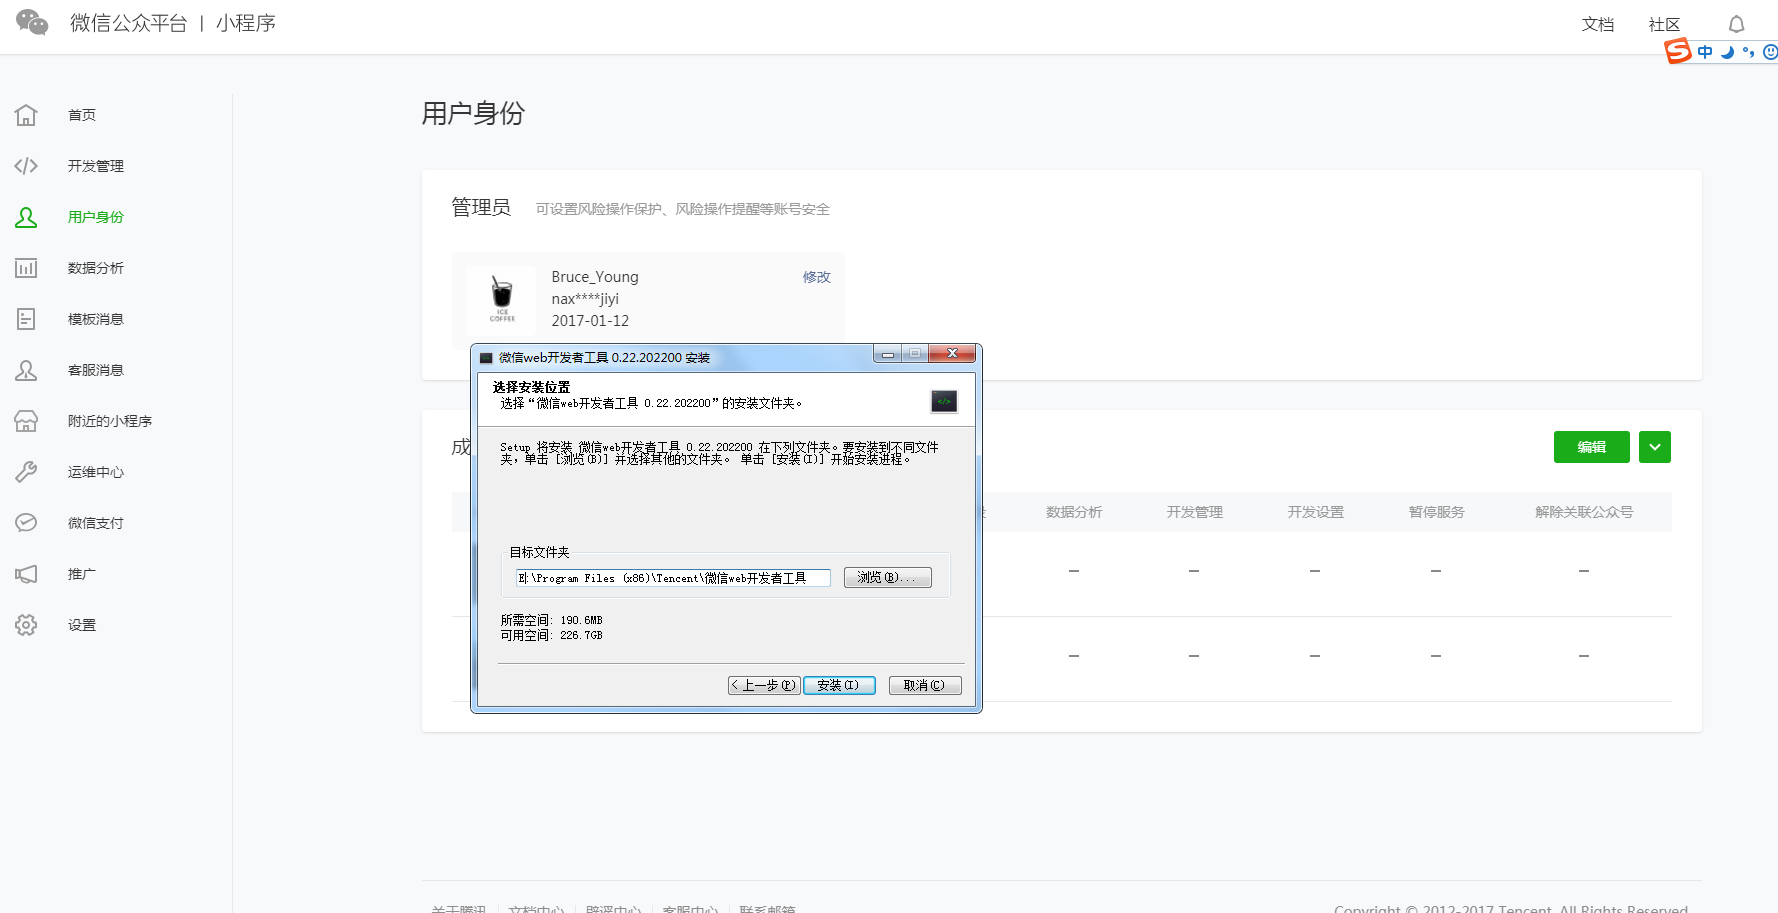 微信公众平台 | 小程序
文档
社区
中
首页
开发管理
用户身份
数据分析
模板消息
客服消息
附近的小程序
运维中心
微信支付
推广
设置
用户身份
管理员 可设置风险操作保护、风险操作提醒等账号安全
ICE
COFFEE
Bruce_Young
修改
nax****jiyi
2017-01-12
微信web开发者工具 0.22.202200 安装
选择安装位置
选择“微信web开发者工具 0.22.202200”的安装文件夹。
Setup 将安装 微信web开发者工具 0.22.202200 在下列文件夹。要安装到不同文件
夹，单击 [浏览(B)] 并选择其他的文件夹。 单击 [安装(I)] 开始安装进程。
目标文件夹
E:\Program Files (x86)\Tencent\微信web开发者工具
浏览(B)...
所需空间: 190.6MB
可用空间: 226.7GB
< 上一步(P)
安装(I)
取消(C)
成
编辑
数据分析 开发管理 开发设置 暂停服务 解除关联公众号
– – – – –
– – – – –
关于腾讯 | 文档中心 | 辟谣中心 | 客服中心 | 联系邮箱
Copyright © 2012-2017 Tencent. All Rights Reserved.